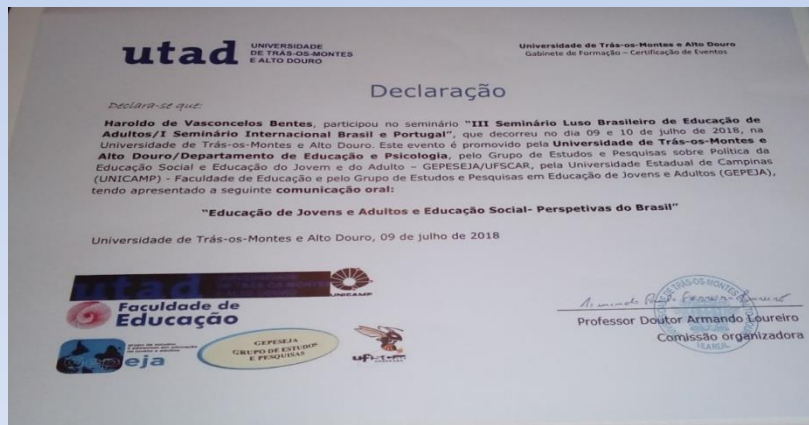 utad UNIVERSIDADE
DE TRÁS-OS-MONTES
E ALTO DOURO
Universidade de Trás-os-Montes e Alto Douro
Gabinete de Formação – Certificação de Eventos
Declaração
Declara-se que:
Haroldo de Vasconcelos Bentes, participou no seminário "III Seminário Luso Brasileiro de Educação de
Adultos/I Seminário Internacional Brasil e Portugal", que decorreu no dia 09 e 10 de julho de 2018, na
Universidade de Trás-os-Montes e Alto Douro. Este evento é promovido pela Universidade de Trás-os-Montes e
Alto Douro/Departamento de Educação e Psicologia, pelo Grupo de Estudos e Pesquisas sobre Política da
Educação Social e Educação do Jovem e do Adulto – GEPESEJA/UFSCAR, pela Universidade Estadual de Campinas
(UNICAMP) - Faculdade de Educação e pelo Grupo de Estudos e Pesquisas em Educação de Jovens e Adultos (GEPEJA),
tendo apresentado a seguinte comunicação oral:
"Educação de Jovens e Adultos e Educação Social- Perspetivas do Brasil"
Universidade de Trás-os-Montes e Alto Douro, 09 de julho de 2018
utad
UNICAMP
Faculdade de
Educação
eja
GEPESEJA
GRUPO DE ESTUDOS
E PESQUISAS
Professor Doutor Armando Loureiro
Comissão organizadora